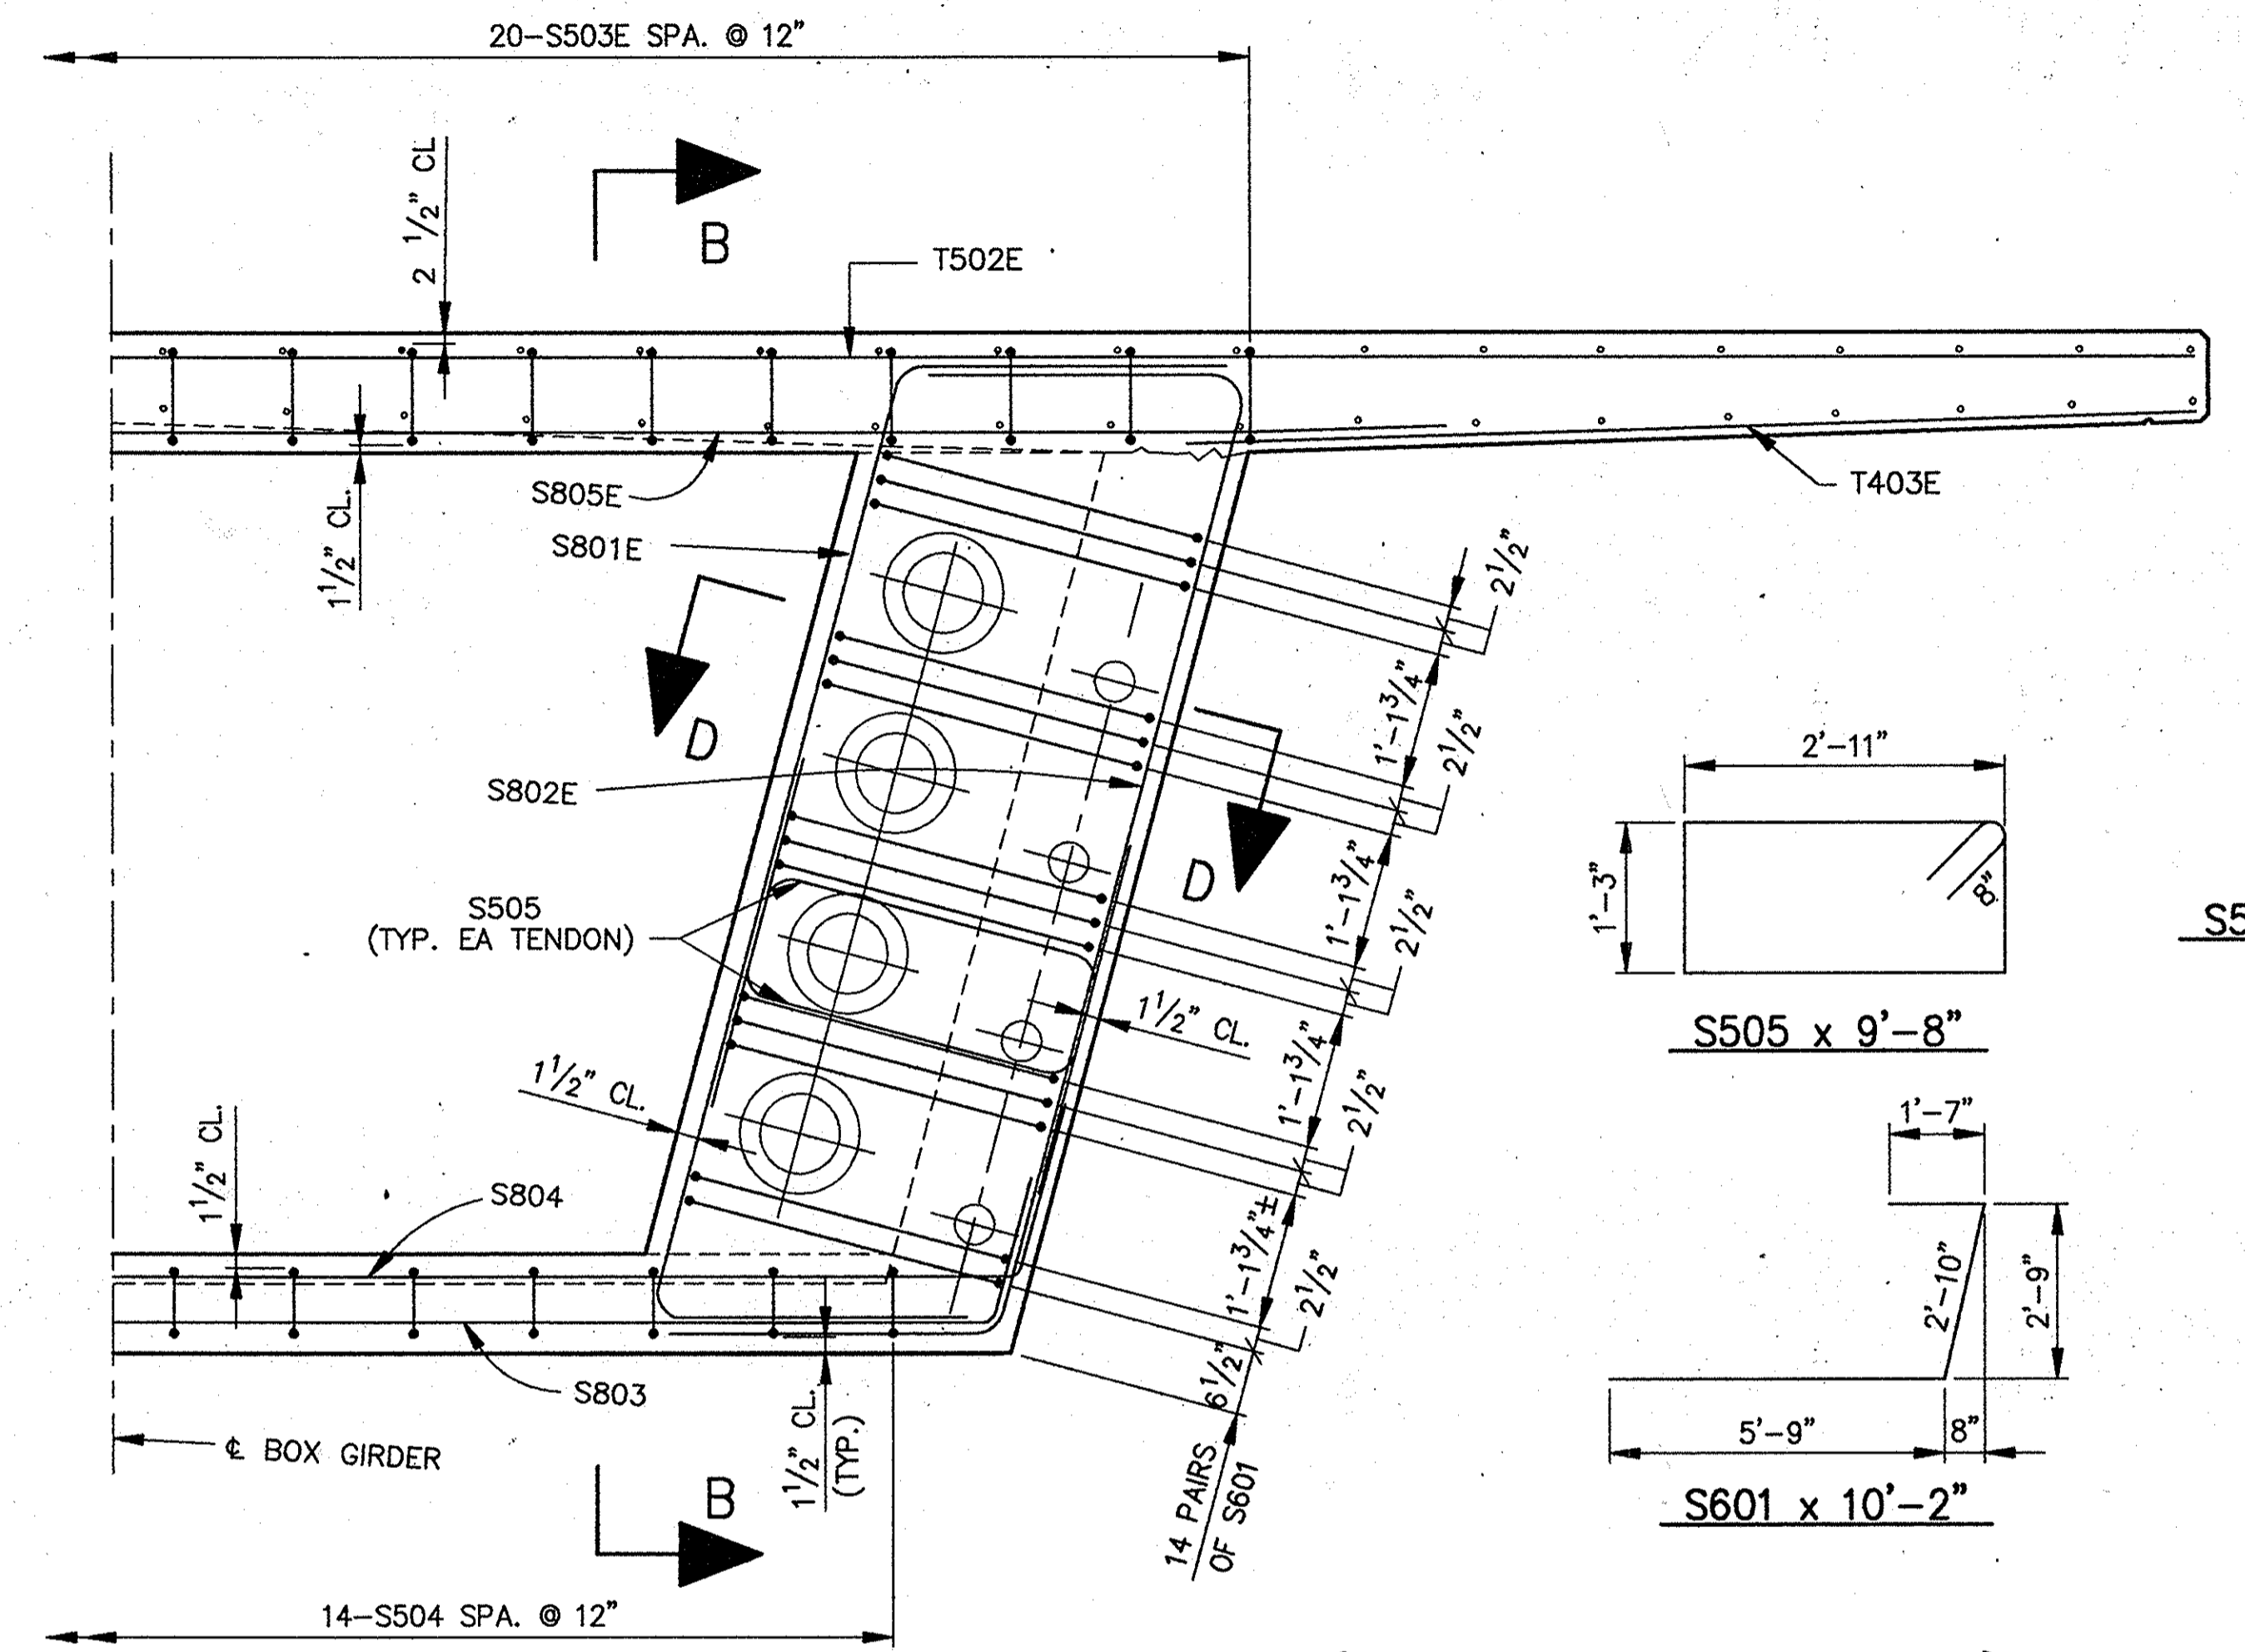 20-S503E SPA. @ 12"
2 1/2" CL
B
T502E
1 1/2" CL.
S805E
S801E
T403E
2 1/2"
1'-1 3/4"
2 1/2"
D
S802E
D
1'-1 3/4"
2 1/2"
S505
(TYP. EA TENDON)
1 1/2" CL.
1'-1 3/4"
2 1/2"
1 1/2" CL.
1 1/2" CL.
S804
1'-1 3/4"±
2 1/2"
6 1/2"
S803
℄ BOX GIRDER
1 1/2" CL.
(TYP.)
B
14 PAIRS
OF S601
14-S504 SPA. @ 12"
2'-11"
1'-3"
8"
S5
S505 x 9'-8"
1'-7"
2'-10"
2'-9"
5'-9"
8"
S601 x 10'-2"